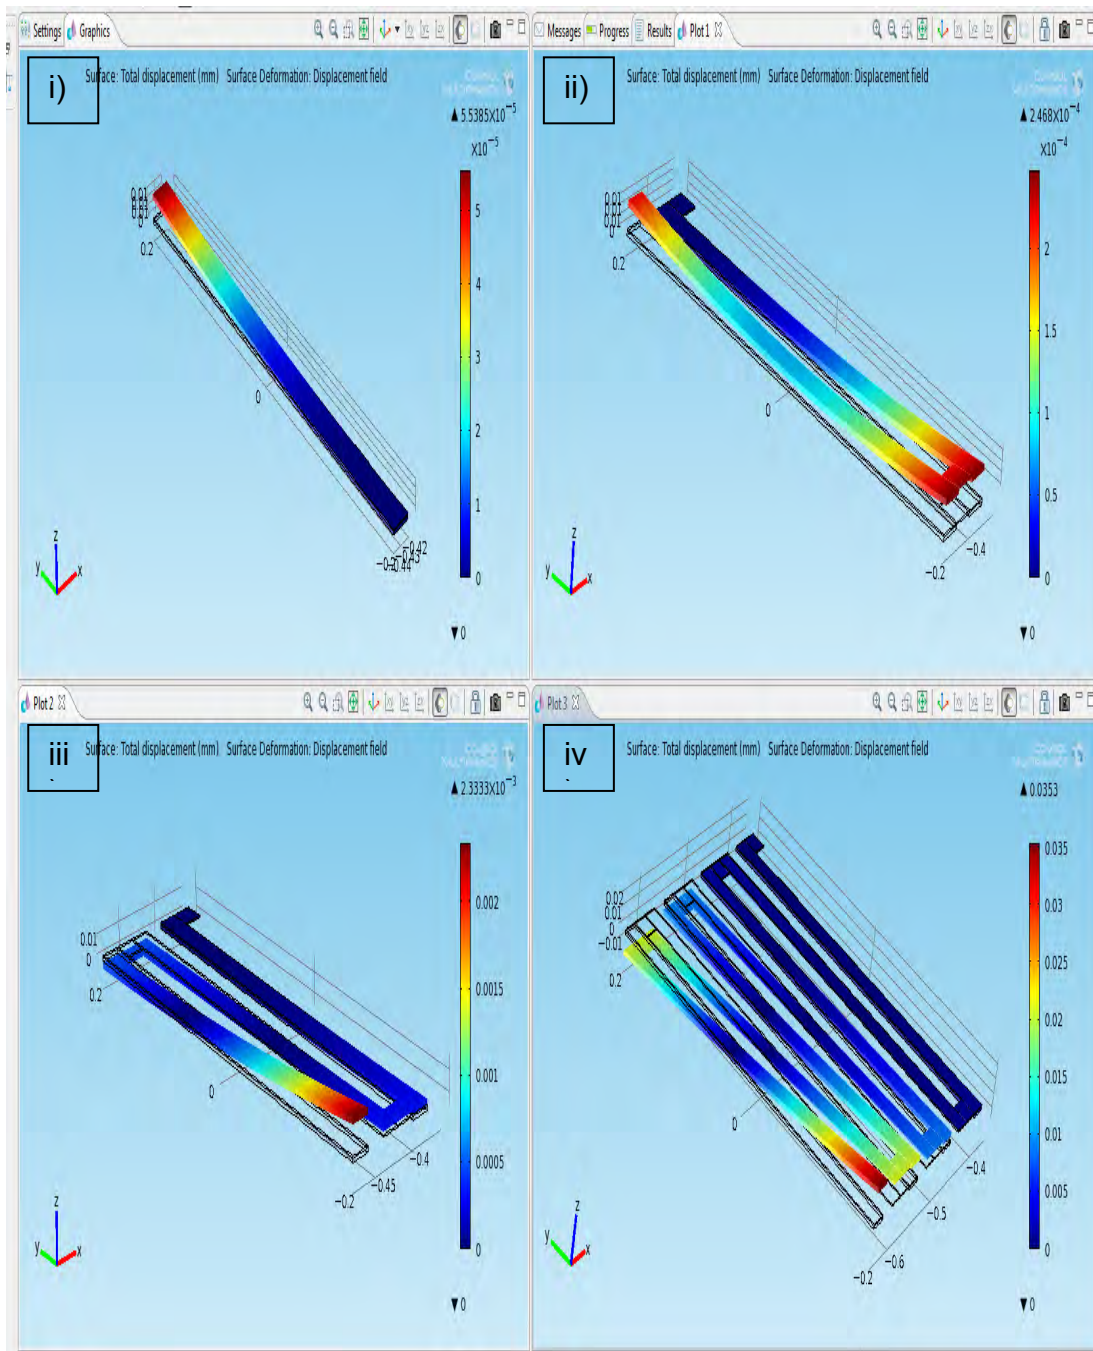 Settings Graphics
i)
Surface: Total displacement (mm) Surface Deformation: Displacement field
▲ 5.5385X10⁻⁵
X10⁻⁵
5
4
3
2
1
0
▼ 0
0.2
0
z
y
x
Messages Progress Results Plot 1
ii)
Surface: Total displacement (mm) Surface Deformation: Displacement field
▲ 2.468X10⁻⁴
X10⁻⁴
2
1.5
1
0.5
0
▼ 0
0
0.2
0
−0.4
−0.2
z
y
x
Plot 2
iii
Surface: Total displacement (mm) Surface Deformation: Displacement field
▲ 2.3333X10⁻³
0.002
0.0015
0.001
0.0005
0
▼ 0
0.01
0
0.2
0
−0.4
−0.45
−0.2
z
y
x
Plot 3
iv
Surface: Total displacement (mm) Surface Deformation: Displacement field
▲ 0.0353
0.035
0.03
0.025
0.02
0.015
0.01
0.005
0
▼ 0
0.02
0.01
0
−0.01
0.2
0
−0.4
−0.5
−0.6
−0.2
z
y
x